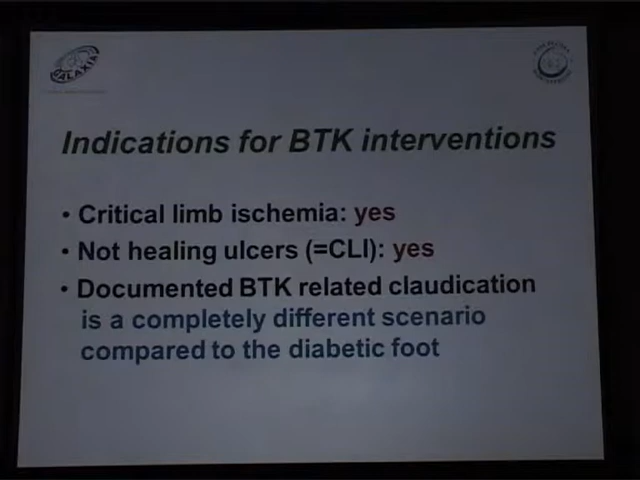 GALAXIA
Indications for BTK interventions
• Critical limb ischemia: yes
• Not healing ulcers (=CLI): yes
• Documented BTK related claudication
is a completely different scenario
compared to the diabetic foot